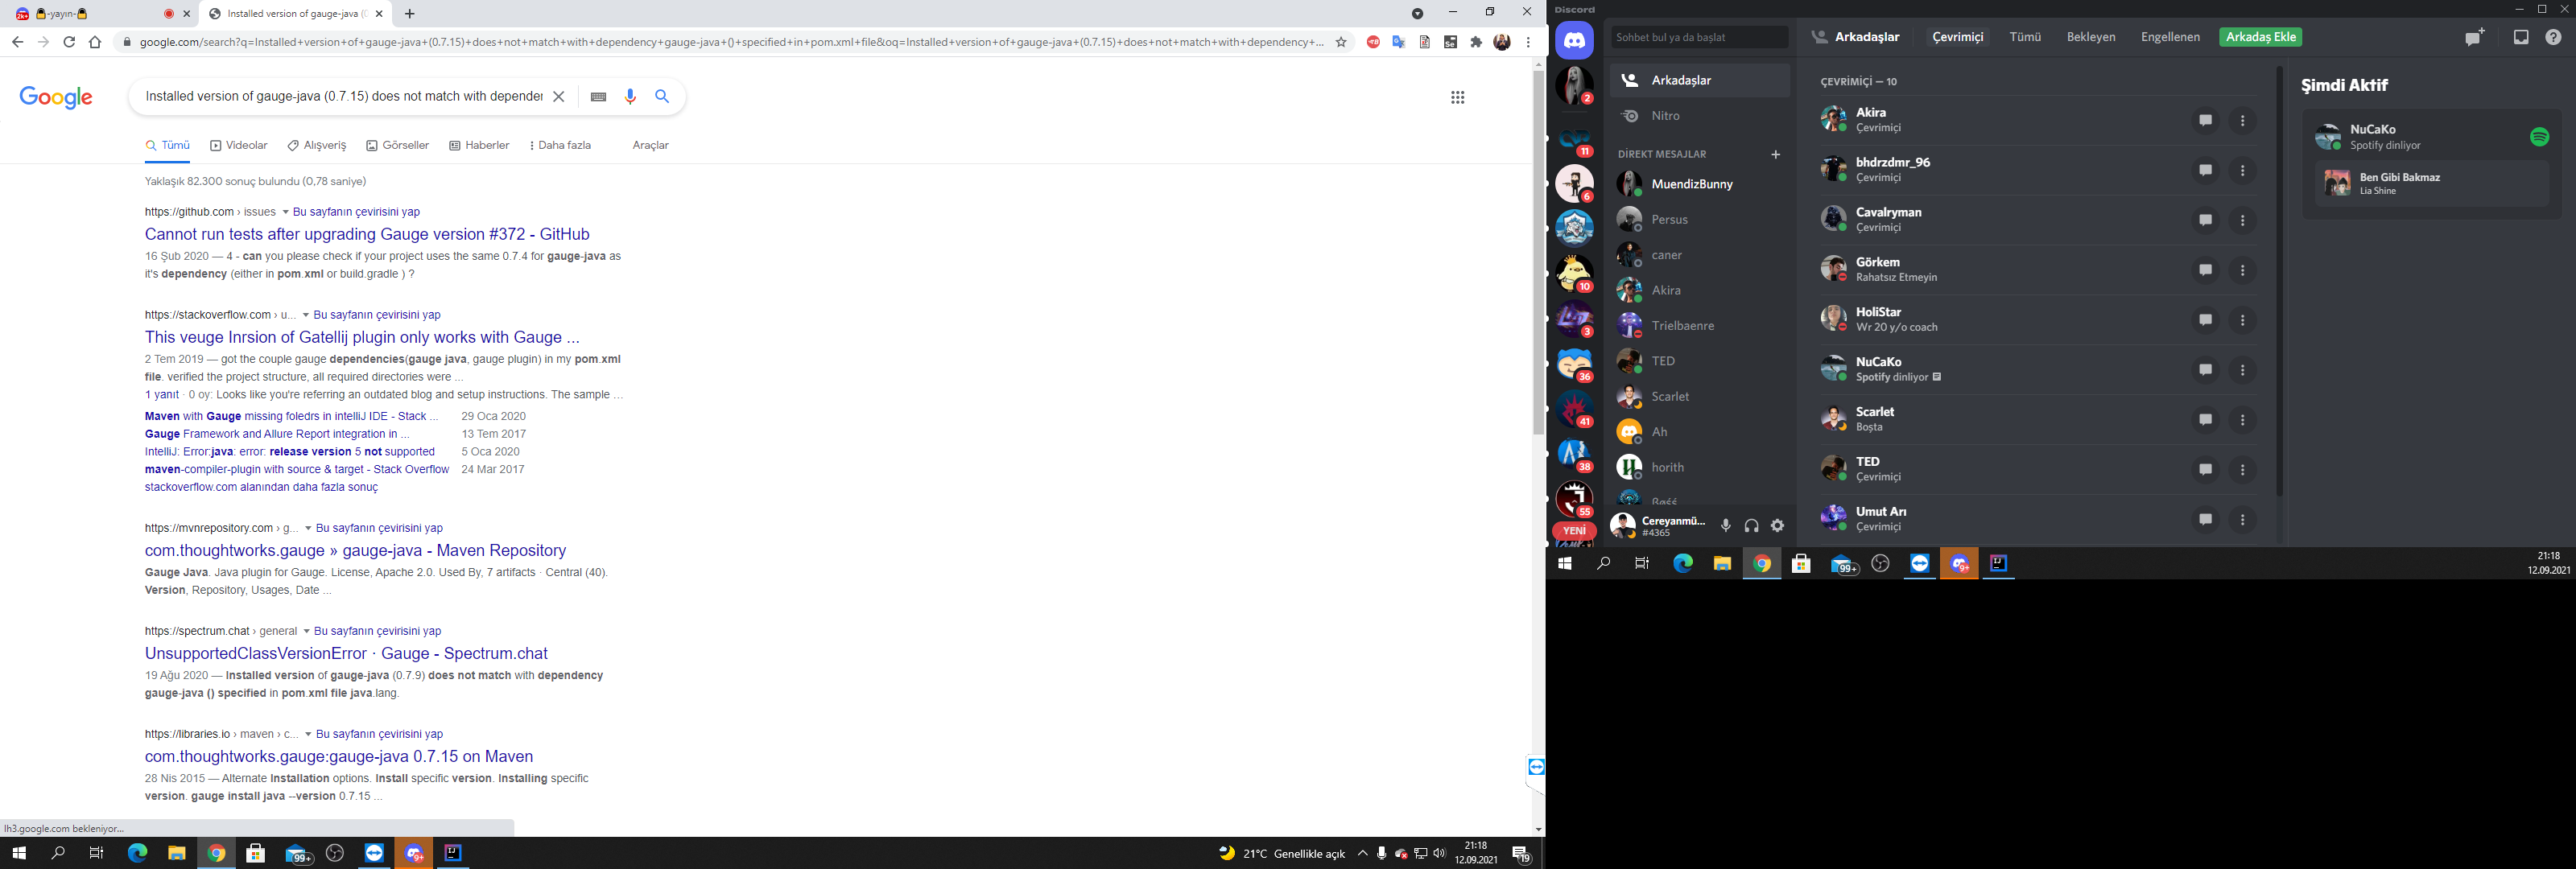 -yayın-
Installed version of gauge-java (0
google.com/search?q=Installed+version+of+gauge-java+(0.7.15)+does+not+match+with+dependency+gauge-java+()+specified+in+pom.xml+file&oq=Installed+version+of+gauge-java+(0.7.15)+does+not+match+with+dependency+...
Google
Installed version of gauge-java (0.7.15) does not match with depender
Tümü
Videolar
Alışveriş
Görseller
Haberler
Daha fazla
Araçlar
Yaklaşık 82.300 sonuç bulundu (0,78 saniye)
https://github.com › issues Bu sayfanın çevirisini yap
Cannot run tests after upgrading Gauge version #372 - GitHub
16 Şub 2020 — 4 - can you please check if your project uses the same 0.7.4 for gauge-java as
it's dependency (either in pom.xml or build.gradle ) ?
https://stackoverflow.com › u... Bu sayfanın çevirisini yap
This veuge Inrsion of Gatellij plugin only works with Gauge ...
2 Tem 2019 — got the couple gauge dependencies(gauge java, gauge plugin) in my pom.xml
file. verified the project structure, all required directories were ...
1 yanıt · 0 oy: Looks like you're referring an outdated blog and setup instructions. The sample ...
Maven with Gauge missing foledrs in intelliJ IDE - Stack ... 29 Oca 2020
Gauge Framework and Allure Report integration in ... 13 Tem 2017
IntelliJ: Error:java: error: release version 5 not supported 5 Oca 2020
maven-compiler-plugin with source & target - Stack Overflow 24 Mar 2017
stackoverflow.com alanından daha fazla sonuç
https://mvnrepository.com › g... Bu sayfanın çevirisini yap
com.thoughtworks.gauge » gauge-java - Maven Repository
Gauge Java. Java plugin for Gauge. License, Apache 2.0. Used By, 7 artifacts · Central (40).
Version, Repository, Usages, Date ...
https://spectrum.chat › general Bu sayfanın çevirisini yap
UnsupportedClassVersionError · Gauge - Spectrum.chat
19 Ağu 2020 — Installed version of gauge-java (0.7.9) does not match with dependency
gauge-java () specified in pom.xml file java.lang.
https://libraries.io › maven › c... Bu sayfanın çevirisini yap
com.thoughtworks.gauge:gauge-java 0.7.15 on Maven
28 Nis 2015 — Alternate Installation options. Install specific version. Installing specific
version. gauge install java --version 0.7.15 ...
lh3.google.com bekleniyor...
99+
9+
21°C Genellikle açık
21:18
12.09.2021
19
Discord
2
11
6
10
3
36
41
38
55
YENİ
Sohbet bul ya da başlat
Arkadaşlar
Nitro
DİREKT MESAJLAR
MuendizBunny
Persus
caner
Akira
Trielbaenre
TED
Scarlet
Ah
horith
Cereyanmü...
#4365
Arkadaşlar
Çevrimiçi
Tümü
Bekleyen
Engellenen
Arkadaş Ekle
ÇEVRİMİÇİ — 10
Akira
Çevrimiçi
bhdrzdmr_96
Çevrimiçi
Cavalryman
Çevrimiçi
Görkem
Rahatsız Etmeyin
HoliStar
Wr 20 y/o coach
NuCaKo
Spotify dinliyor
Scarlet
Boşta
TED
Çevrimiçi
Umut Arı
Çevrimiçi
Şimdi Aktif
NuCaKo
Spotify dinliyor
Ben Gibi Bakmaz
Lia Shine
99+
9+
21:18
12.09.2021